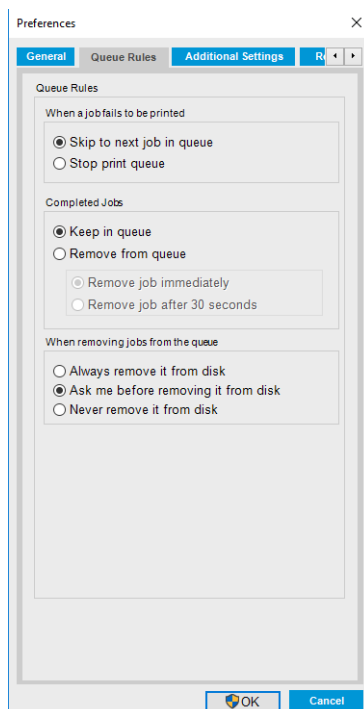 Preferences
General Queue Rules Additional Settings
Queue Rules
When a job fails to be printed
Skip to next job in queue
Stop print queue
Completed Jobs
Keep in queue
Remove from queue
Remove job immediately
Remove job after 30 seconds
When removing jobs from the queue
Always remove it from disk
Ask me before removing it from disk
Never remove it from disk
OK Cancel